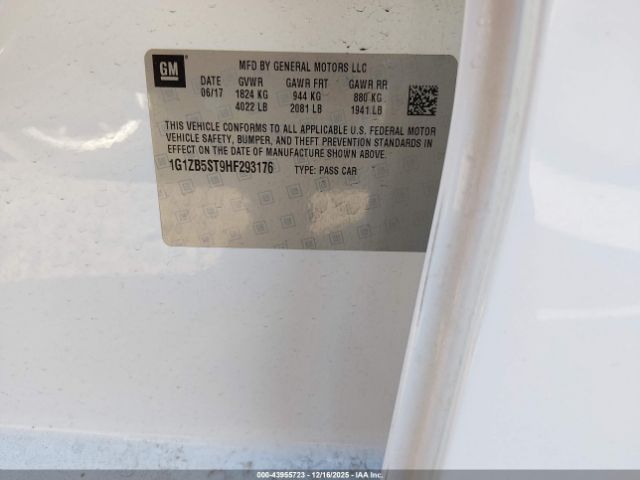 GM
MFD BY GENERAL MOTORS LLC
DATE GVWR GAWR FRT GAWR RR
06/17 1824 KG 944 KG 880 KG
4022 LB 2081 LB 1941 LB
THIS VEHICLE CONFORMS TO ALL APPLICABLE U.S. FEDERAL MOTOR
VEHICLE SAFETY, BUMPER, AND THEFT PREVENTION STANDARDS IN
EFFECT ON THE DATE OF MANUFACTURE SHOWN ABOVE.
1G1ZB5ST9HF293176 TYPE: PASS CAR
000-43955723 - 12/16/2025 - IAAI.COM